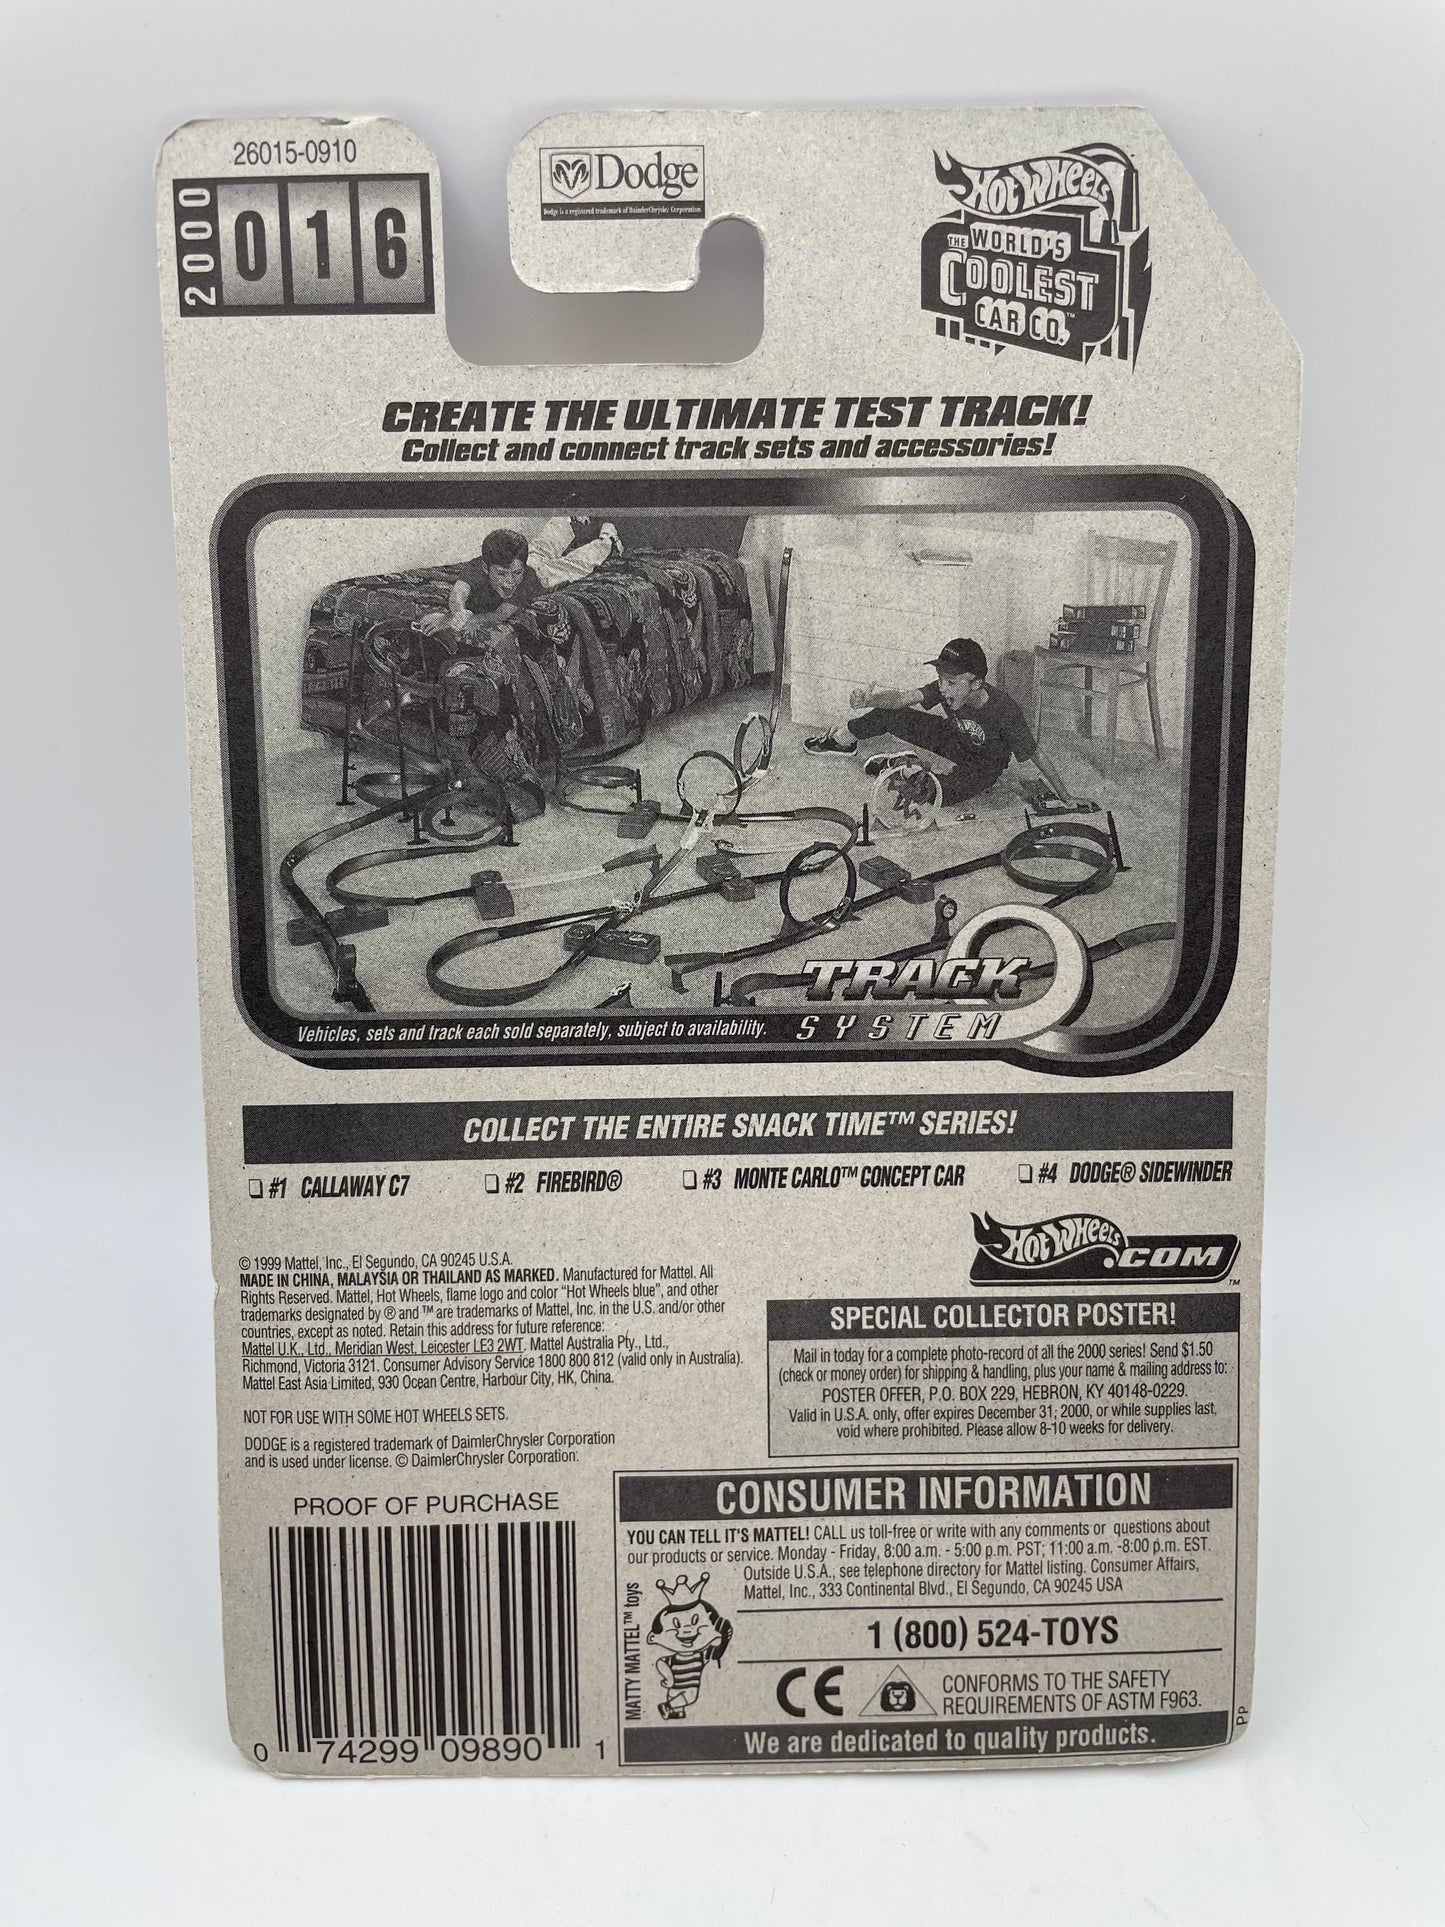 26015-0910
2000
016
Dodge
Dodge is a registered trademark of DaimlerChrysler Corporation
Hot Wheels
THE WORLD'S
COOLEST
CAR CO.™
CREATE THE ULTIMATE TEST TRACK!
Collect and connect track sets and accessories!
TRACK
SYSTEM
Vehicles, sets and track each sold separately, subject to availability.
COLLECT THE ENTIRE SNACK TIME™ SERIES!
❑ #1 CALLAWAY C7 ❑ #2 FIREBIRD® ❑ #3 MONTE CARLO™ CONCEPT CAR ❑ #4 DODGE® SIDEWINDER
© 1999 Mattel, Inc., El Segundo, CA 90245 U.S.A.
MADE IN CHINA, MALAYSIA OR THAILAND AS MARKED. Manufactured for Mattel. All
Rights Reserved. Mattel, Hot Wheels, flame logo and color "Hot Wheels blue", and other
trademarks designated by ® and ™ are trademarks of Mattel, Inc. in the U.S. and/or other
countries, except as noted. Retain this address for future reference:
Mattel U.K., Ltd., Meridian West, Leicester LE3 2WT. Mattel Australia Pty., Ltd.,
Richmond, Victoria 3121. Consumer Advisory Service 1800 800 812 (valid only in Australia).
Mattel East Asia Limited, 930 Ocean Centre, Harbour City, HK, China.
NOT FOR USE WITH SOME HOT WHEELS SETS.
DODGE is a registered trademark of DaimlerChrysler Corporation
and is used under license. © DaimlerChrysler Corporation.
Hot Wheels.COM™
SPECIAL COLLECTOR POSTER!
Mail in today for a complete photo-record of all the 2000 series! Send $1.50
(check or money order) for shipping & handling, plus your name & mailing address to:
POSTER OFFER, P.O. BOX 229, HEBRON, KY 40148-0229.
Valid in U.S.A. only, offer expires December 31, 2000, or while supplies last,
void where prohibited. Please allow 8-10 weeks for delivery.
PROOF OF PURCHASE
0 74299 09890 1
CONSUMER INFORMATION
YOU CAN TELL IT'S MATTEL! CALL us toll-free or write with any comments or questions about
our products or service. Monday - Friday, 8:00 a.m. - 5:00 p.m. PST; 11:00 a.m. -8:00 p.m. EST.
Outside U.S.A., see telephone directory for Mattel listing. Consumer Affairs,
Mattel, Inc., 333 Continental Blvd., El Segundo, CA 90245 USA
MATTY MATTEL™ toys
1 (800) 524-TOYS
CE
CONFORMS TO THE SAFETY
REQUIREMENTS OF ASTM F963.
We are dedicated to quality products.
PP